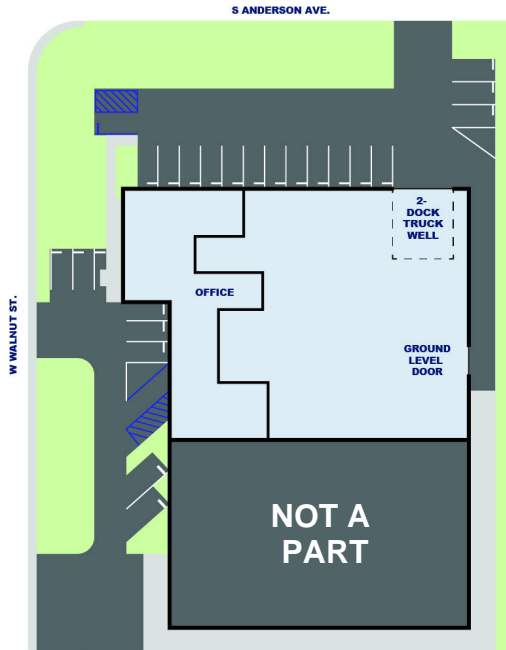 S ANDERSON AVE.
2-
DOCK
TRUCK
WELL
OFFICE
W WALNUT ST.
GROUND
LEVEL
DOOR
NOT A
PART